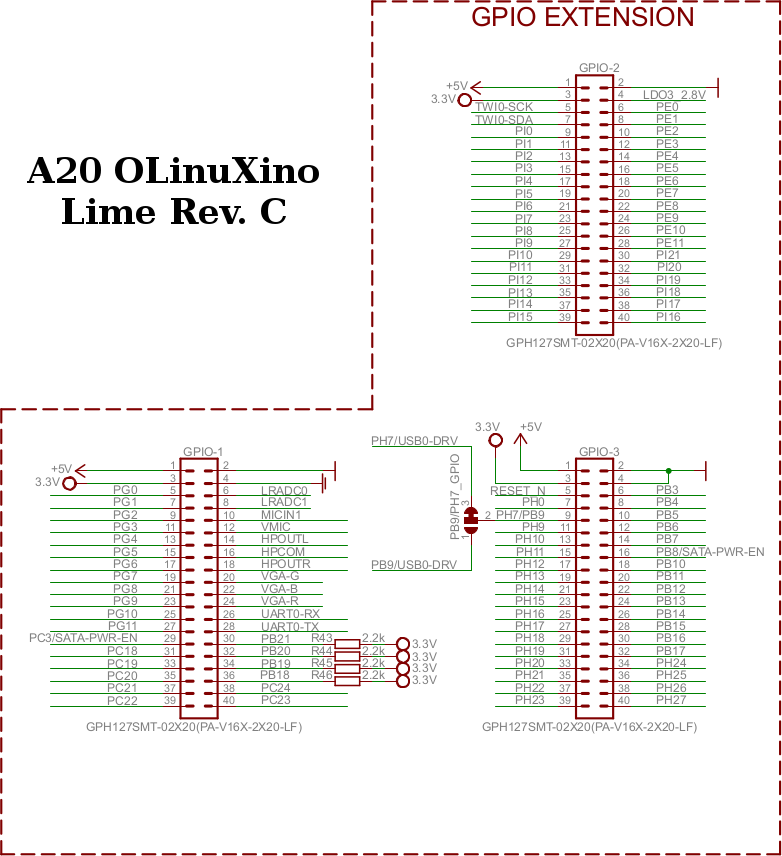 GPIO EXTENSION
A20 OLinuXino
Lime Rev. C
GPIO-2
+5V 1 2
3.3V 3 4 LDO3_2.8V
TWI0-SCK 5 6 PE0
TWI0-SDA 7 8 PE1
PI0 9 10 PE2
PI1 11 12 PE3
PI2 13 14 PE4
PI3 15 16 PE5
PI4 17 18 PE6
PI5 19 20 PE7
PI6 21 22 PE8
PI7 23 24 PE9
PI8 25 26 PE10
PI9 27 28 PE11
PI10 29 30 PI21
PI11 31 32 PI20
PI12 33 34 PI19
PI13 35 36 PI18
PI14 37 38 PI17
PI15 39 40 PI16
GPH127SMT-02X20(PA-V16X-2X20-LF)
GPIO-1
+5V 1 2
3.3V 3 4
PG0 5 6 LRADC0
PG1 7 8 LRADC1
PG2 9 10 MICIN1
PG3 11 12 VMIC
PG4 13 14 HPOUTL
PG5 15 16 HPCOM
PG6 17 18 HPOUTR
PG7 19 20 VGA-G
PG8 21 22 VGA-B
PG9 23 24 VGA-R
PG10 25 26 UART0-RX
PG11 27 28 UART0-TX
PC3/SATA-PWR-EN 29 30 PB21 R43 2.2k 3.3V
PC18 31 32 PB20 R44 2.2k 3.3V
PC19 33 34 PB19 R45 2.2k 3.3V
PC20 35 36 PB18 R46 2.2k 3.3V
PC21 37 38 PC24
PC22 39 40 PC23
GPH127SMT-02X20(PA-V16X-2X20-LF)
PH7/USB0-DRV
PB9/PH7_GPIO
3
2
1
PB9/USB0-DRV
3.3V +5V
GPIO-3
1 2
3 4
RESET_N 5 6 PB3
PH0 7 8 PB4
PH7/PB9 9 10 PB5
PH9 11 12 PB6
PH10 13 14 PB7
PH11 15 16 PB8/SATA-PWR-EN
PH12 17 18 PB10
PH13 19 20 PB11
PH14 21 22 PB12
PH15 23 24 PB13
PH16 25 26 PB14
PH17 27 28 PB15
PH18 29 30 PB16
PH19 31 32 PB17
PH20 33 34 PH24
PH21 35 36 PH25
PH22 37 38 PH26
PH23 39 40 PH27
GPH127SMT-02X20(PA-V16X-2X20-LF)